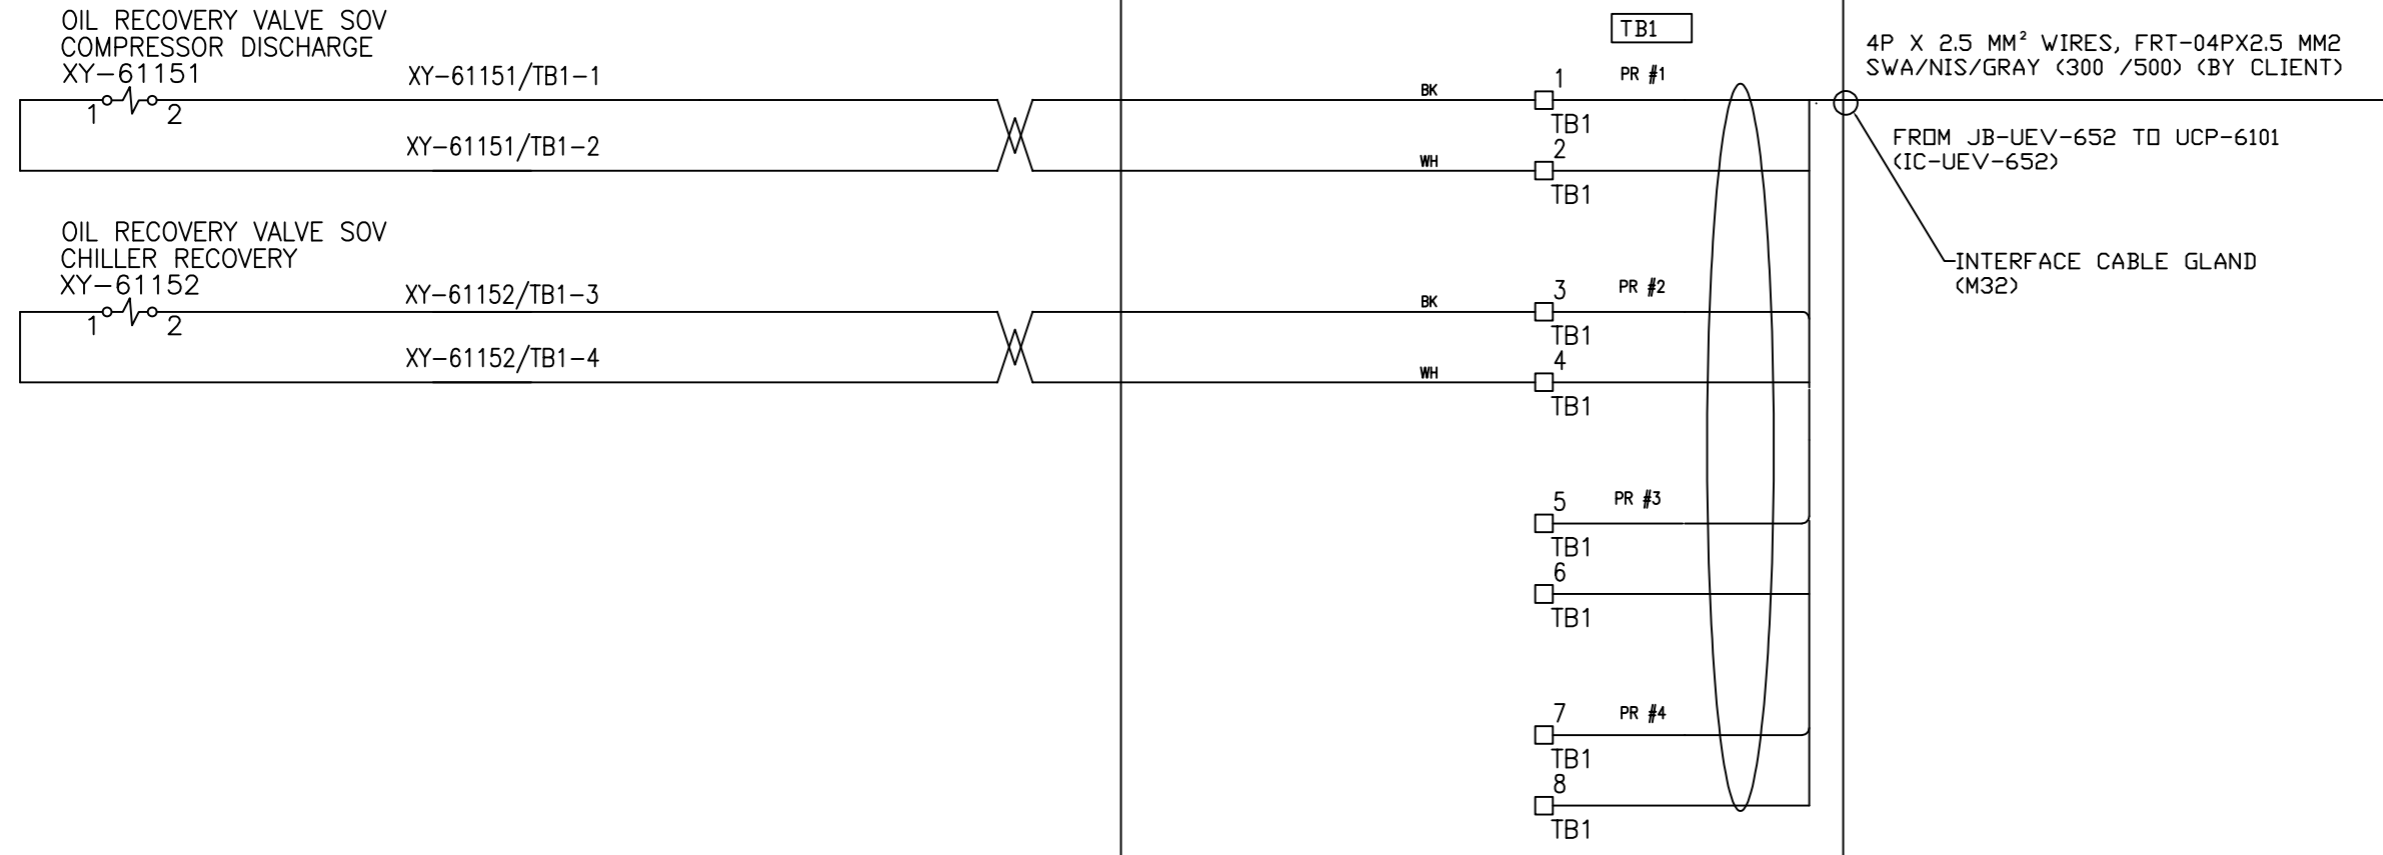 OIL RECOVERY VALVE SOV
COMPRESSOR DISCHARGE
XY-61151
1
2
XY-61151/TB1-1
XY-61151/TB1-2
OIL RECOVERY VALVE SOV
CHILLER RECOVERY
XY-61152
1
2
XY-61152/TB1-3
XY-61152/TB1-4
BK
WH
BK
WH
TB1
1
PR #1
TB1
2
TB1
3
PR #2
TB1
4
TB1
5
PR #3
TB1
6
TB1
7
PR #4
TB1
8
TB1
4P X 2.5 MM² WIRES, FRT-04PX2.5 MM2
SWA/NIS/GRAY (300 /500) (BY CLIENT)
FROM JB-UEV-652 TO UCP-6101
(IC-UEV-652)
INTERFACE CABLE GLAND
(M32)